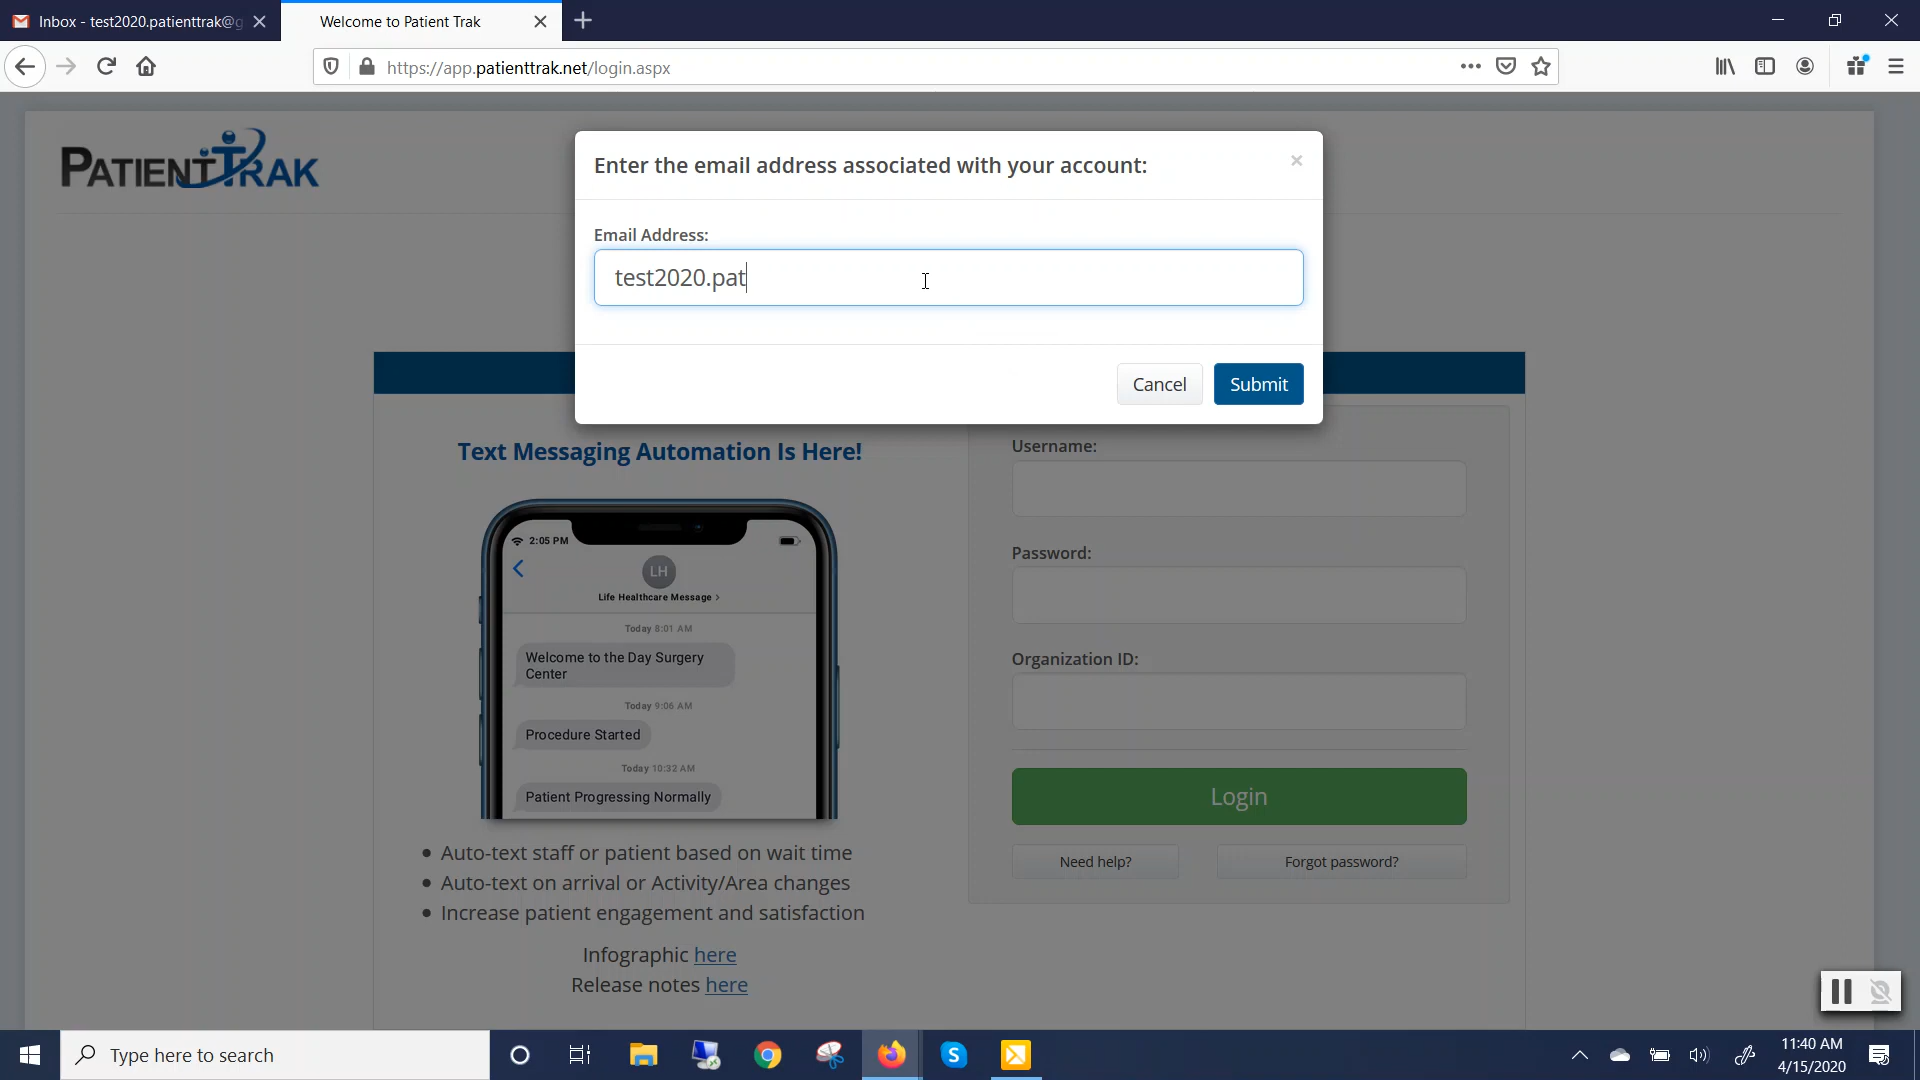 Inbox - test2020.patienttrak@g
Welcome to Patient Trak
https://app.patienttrak.net/login.aspx
PATIENTTRAK
Enter the email address associated with your account:
×
Email Address:
test2020.pat
Cancel
Submit
Text Messaging Automation Is Here!
2:05 PM
LH
Life Healthcare Message >
Today 8:01 AM
Welcome to the Day Surgery
Center
Today 9:06 AM
Procedure Started
Today 10:32 AM
Patient Progressing Normally
• Auto-text staff or patient based on wait time
• Auto-text on arrival or Activity/Area changes
• Increase patient engagement and satisfaction
Infographic here
Release notes here
Username:
Password:
Organization ID:
Login
Need help?
Forgot password?
Type here to search
S
11:40 AM
4/15/2020